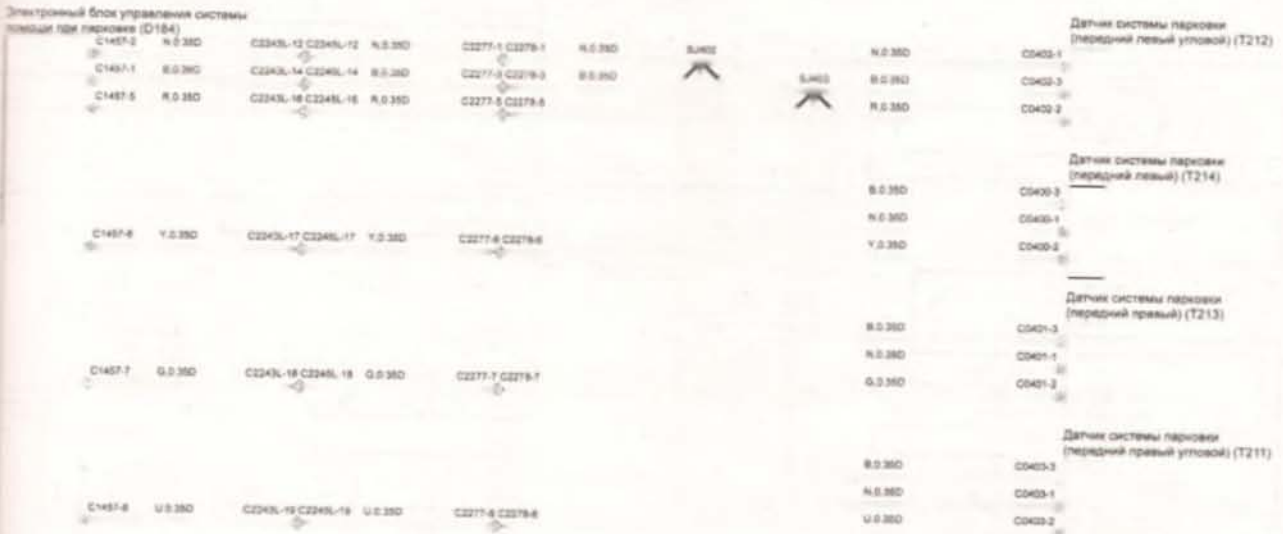 Электронный блок управления системы
помощи при парковке (D184)
Датчик системы парковки
(передний левый угловой) (T212)
C1457-2 N.0.35D C2243L-12 C2245L-12 N.0.35D C2277-1 C2278-1 N.0.35D SJH02 N.0.35D C0402-1
C1457-1 B.0.35D C2243L-14 C2245L-14 B.0.35D C2277-3 C2278-3 B.0.35D SJH03 B.0.35D C0402-3
C1457-5 R.0.35D C2243L-16 C2245L-16 R.0.35D C2277-5 C2278-5 R.0.35D C0402-2
Датчик системы парковки
(передний левый) (T214)
B.0.35D C0400-3
N.0.35D C0400-1
C1457-6 Y.0.35D C2243L-17 C2245L-17 Y.0.35D C2277-6 C2278-6 Y.0.35D C0400-2
Датчик системы парковки
(передний правый) (T213)
B.0.35D C0401-3
N.0.35D C0401-1
C1457-7 G.0.35D C2243L-18 C2245L-18 G.0.35D C2277-7 C2278-7 G.0.35D C0401-2
Датчик системы парковки
(передний правый угловой) (T211)
B.0.35D C0403-3
N.0.35D C0403-1
C1457-8 U.0.35D C2243L-19 C2245L-19 U.0.35D C2277-8 C2278-8 U.0.35D C0403-2